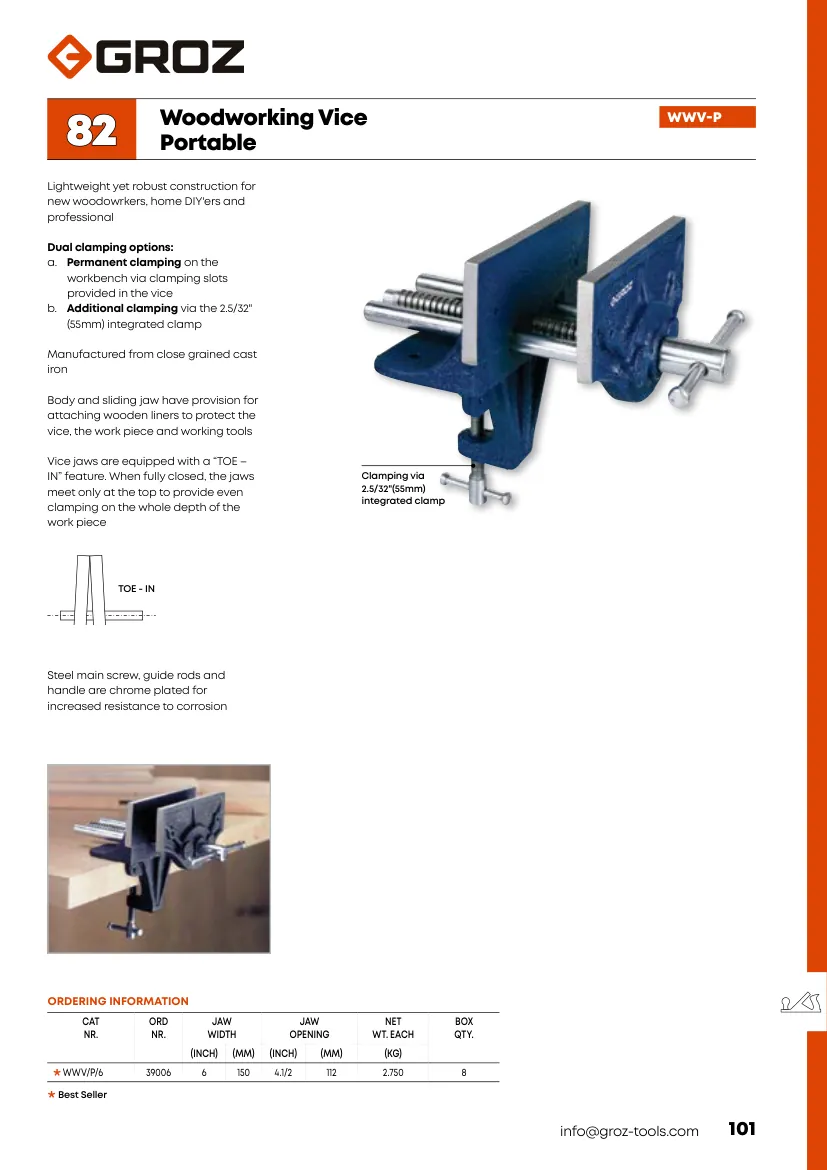 GROZ
82
Woodworking Vice
Portable
WWV-P
Lightweight yet robust construction for
new woodowrkers, home DIY'ers and
professional
Dual clamping options:
a. Permanent clamping on the
workbench via clamping slots
provided in the vice
b. Additional clamping via the 2.5/32"
(55mm) integrated clamp
Manufactured from close grained cast
iron
Body and sliding jaw have provision for
attaching wooden liners to protect the
vice, the work piece and working tools
Vice jaws are equipped with a “TOE –
IN” feature. When fully closed, the jaws
meet only at the top to provide even
clamping on the whole depth of the
work piece
GROZ
Clamping via
2.5/32"(55mm)
integrated clamp
TOE - IN
Steel main screw, guide rods and
handle are chrome plated for
increased resistance to corrosion
ORDERING INFORMATION
CAT ORD JAW JAW NET BOX
NR. NR. WIDTH OPENING WT. EACH QTY.
(INCH) (MM) (INCH) (MM) (KG)
* WWV/P/6 39006 6 150 4.1/2 112 2.750 8
* Best Seller
info@groz-tools.com 101